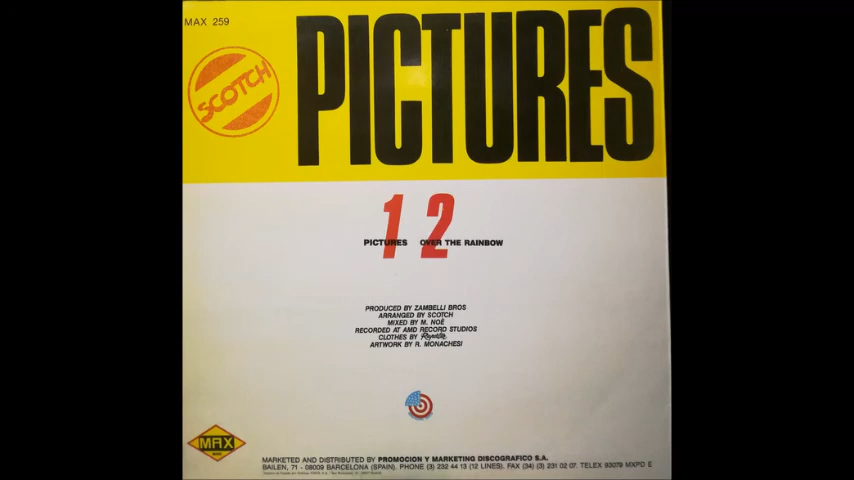 MAX 259
PICTURES
SCOTCH
1 2
PICTURES OVER THE RAINBOW
PRODUCED BY ZAMBELLI BROS
ARRANGED BY SCOTCH
MIXED BY M. NOÉ
RECORDED AT AMD RECORD STUDIOS
CLOTHES BY
ARTWORK BY R. MONACHESI
MAX
MARKETED AND DISTRIBUTED BY PROMOCION Y MARKETING DISCOGRAFICO S.A.
BAILEN, 71 - 08009 BARCELONA (SPAIN). PHONE (3) 232 44 13 (12 LINES). FAX (34) (3) 231 02 07. TELEX 93079 MXPD E